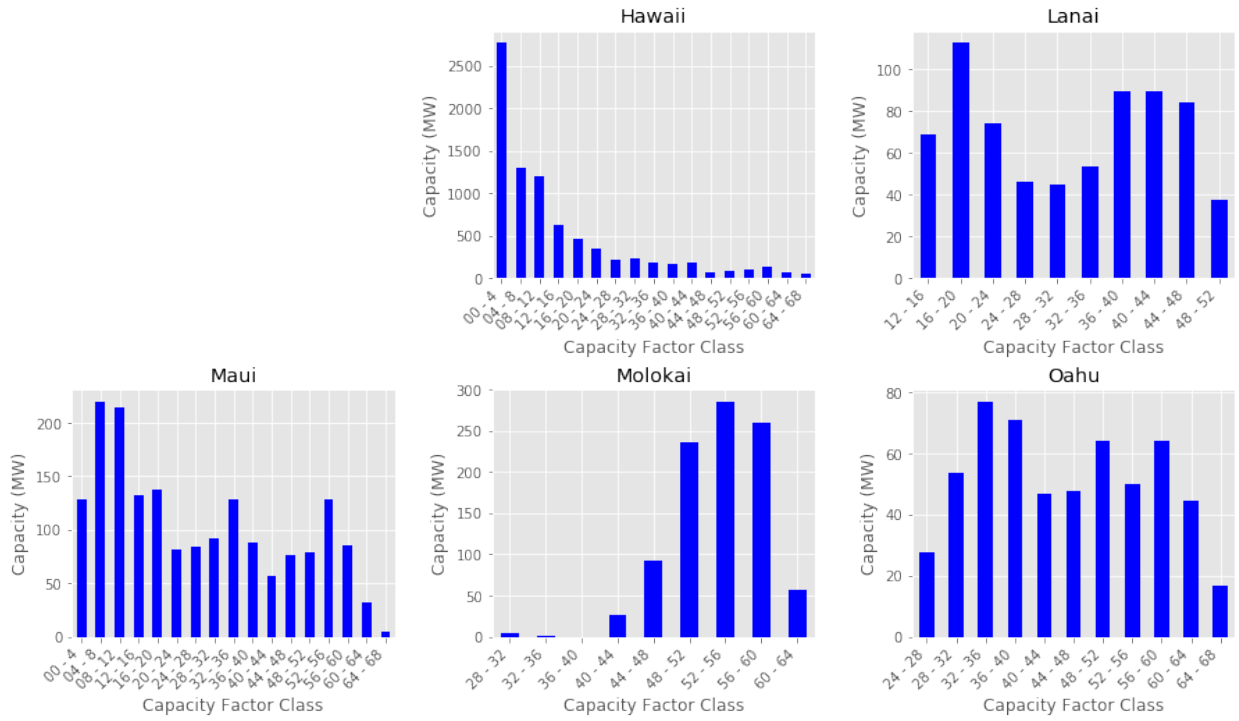 Hawaii
Capacity (MW)
2500
2000
1500
1000
500
0
00 - 4
04 - 8
08 - 12
12 - 16
16 - 20
20 - 24
24 - 28
28 - 32
32 - 36
36 - 40
40 - 44
44 - 48
48 - 52
52 - 56
56 - 60
60 - 64
64 - 68
Capacity Factor Class
Lanai
Capacity (MW)
100
80
60
40
20
0
12 - 16
16 - 20
20 - 24
24 - 28
28 - 32
32 - 36
36 - 40
40 - 44
44 - 48
48 - 52
Capacity Factor Class
Maui
Capacity (MW)
200
150
100
50
0
00 - 4
04 - 8
08 - 12
12 - 16
16 - 20
20 - 24
24 - 28
28 - 32
32 - 36
36 - 40
40 - 44
44 - 48
48 - 52
52 - 56
56 - 60
60 - 64
64 - 68
Capacity Factor Class
Molokai
Capacity (MW)
300
250
200
150
100
50
0
28 - 32
32 - 36
36 - 40
40 - 44
44 - 48
48 - 52
52 - 56
56 - 60
60 - 64
Capacity Factor Class
Oahu
Capacity (MW)
80
60
40
20
0
24 - 28
28 - 32
32 - 36
36 - 40
40 - 44
44 - 48
48 - 52
52 - 56
56 - 60
60 - 64
64 - 68
Capacity Factor Class